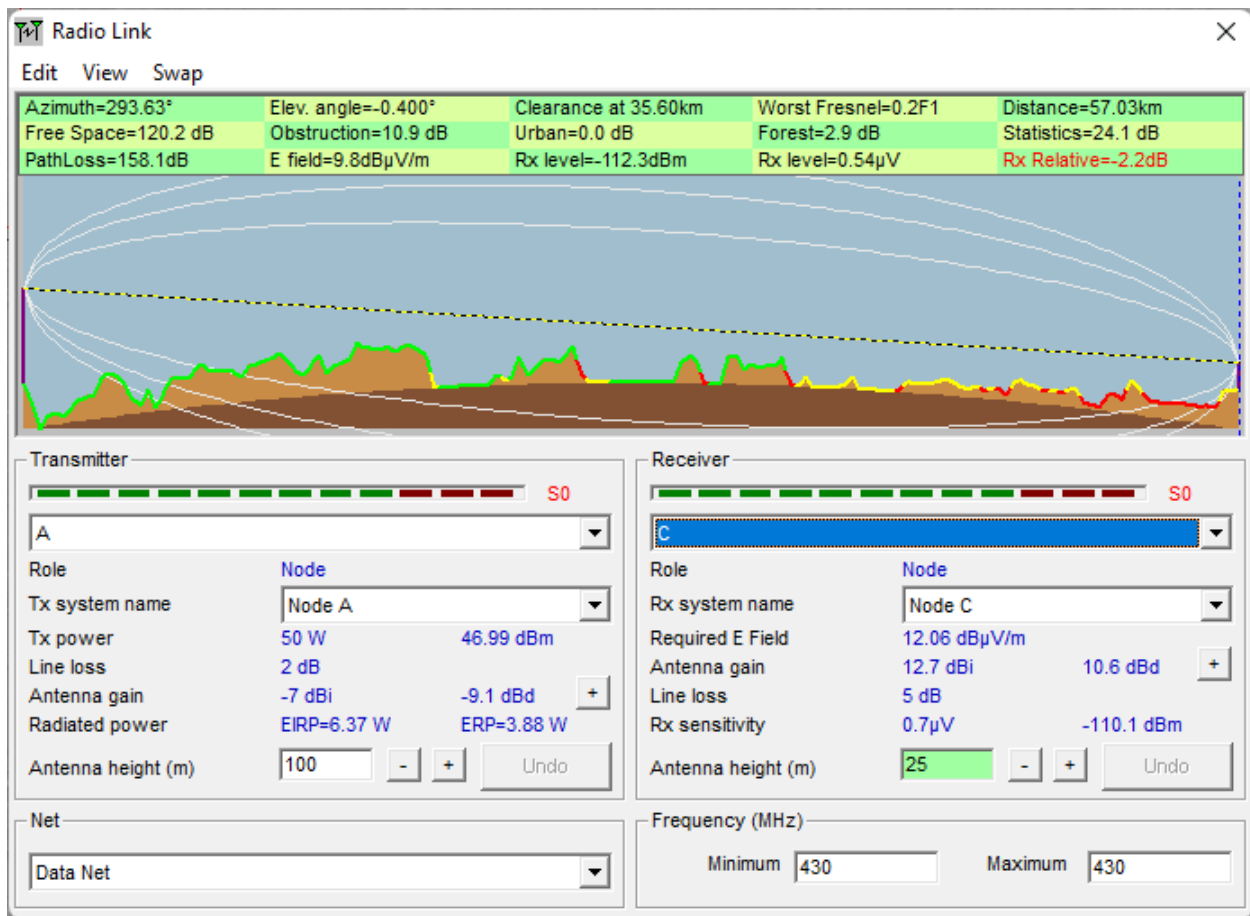 Radio Link
Edit View Swap
Azimuth=293.63° Elev. angle=-0.400° Clearance at 35.60km Worst Fresnel=0.2F1 Distance=57.03km
Free Space=120.2 dB Obstruction=10.9 dB Urban=0.0 dB Forest=2.9 dB Statistics=24.1 dB
PathLoss=158.1dB E field=9.8dBµV/m Rx level=-112.3dBm Rx level=0.54µV Rx Relative=-2.2dB
Transmitter
S0
A
Role Node
Tx system name Node A
Tx power 50 W 46.99 dBm
Line loss 2 dB
Antenna gain -7 dBi -9.1 dBd +
Radiated power EIRP=6.37 W ERP=3.88 W
Antenna height (m) 100 - + Undo
Net
Data Net
Receiver
S0
C
Role Node
Rx system name Node C
Required E Field 12.06 dBµV/m
Antenna gain 12.7 dBi 10.6 dBd +
Line loss 5 dB
Rx sensitivity 0.7µV -110.1 dBm
Antenna height (m) 25 - + Undo
Frequency (MHz)
Minimum 430 Maximum 430